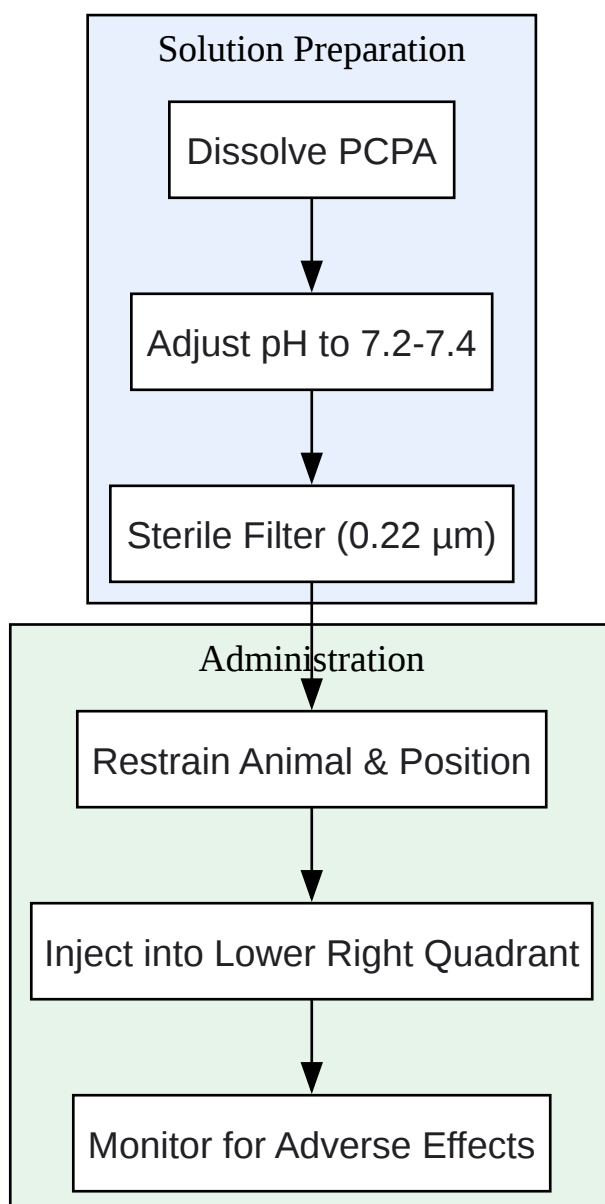 Solution Preparation
Dissolve PCPA
Adjust pH to 7.2-7.4
Sterile Filter (0.22 µm)
Administration
Restrain Animal & Position
Inject into Lower Right Quadrant
Monitor for Adverse Effects